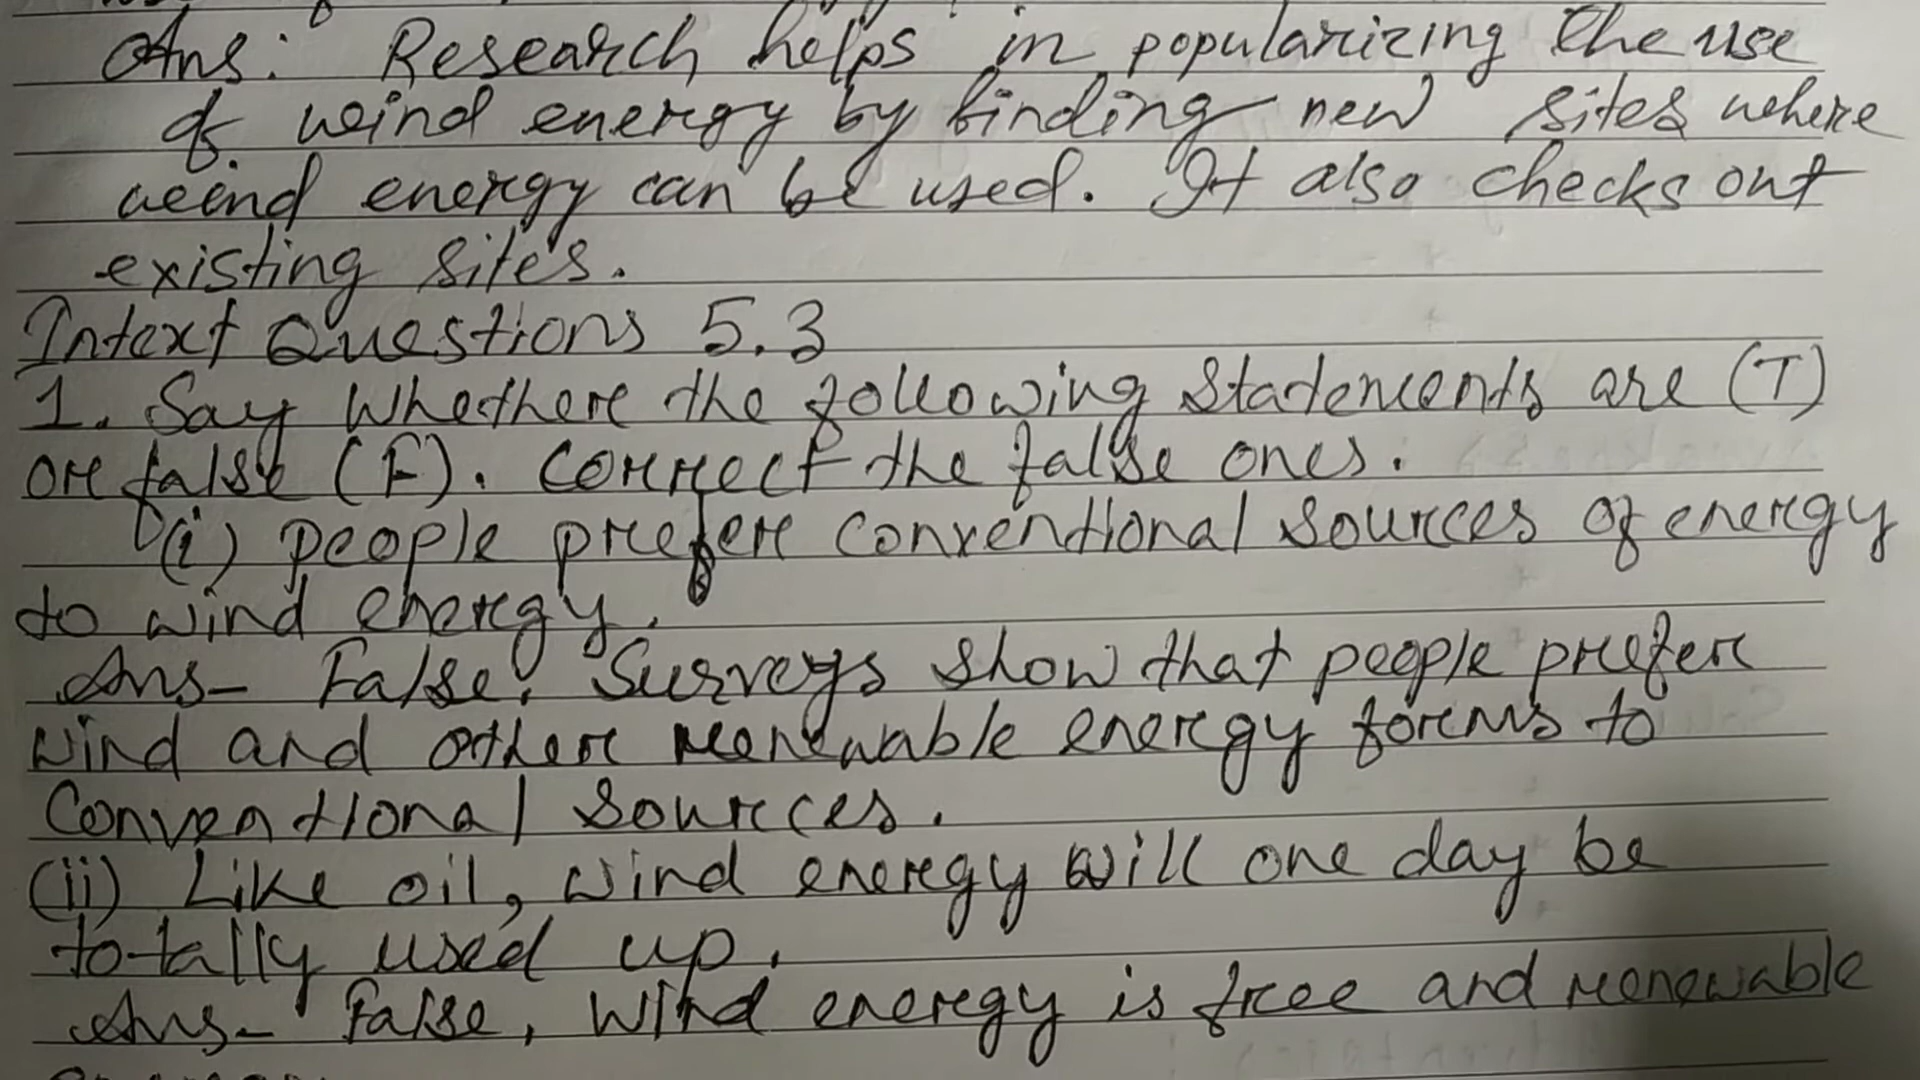 Ans: Research helps in popularizing the use
of wind energy by finding new sites where
wind energy can be used. It also checks out
existing sites.
Intext Questions 5.3
1. Say Whether the following statements are (T)
or false (F). Correct the false ones.
(i) people prefer conventional sources of energy
to wind energy.
Ans- False. Surveys show that people prefer
wind and other renewable energy forms to
Conventional sources.
(ii) Like oil, wind energy will one day be
totally used up.
Ans- False, Wind energy is free and renewable